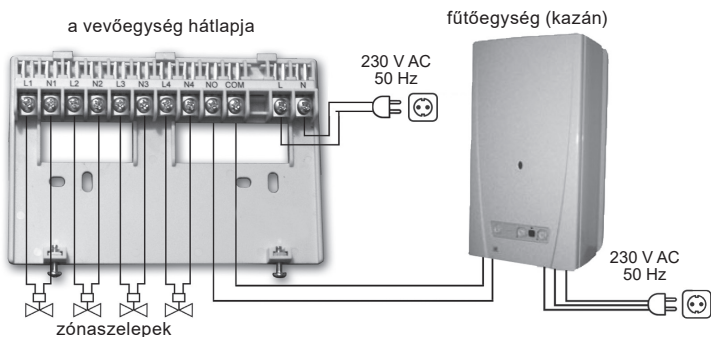 a vevőegység hátlapja
fűtőegység (kazán)
230 V AC
50 Hz
L1 N1 L2 N2 L3 N3 L4 N4 NO COM L N
230 V AC
50 Hz
zónaszelepek